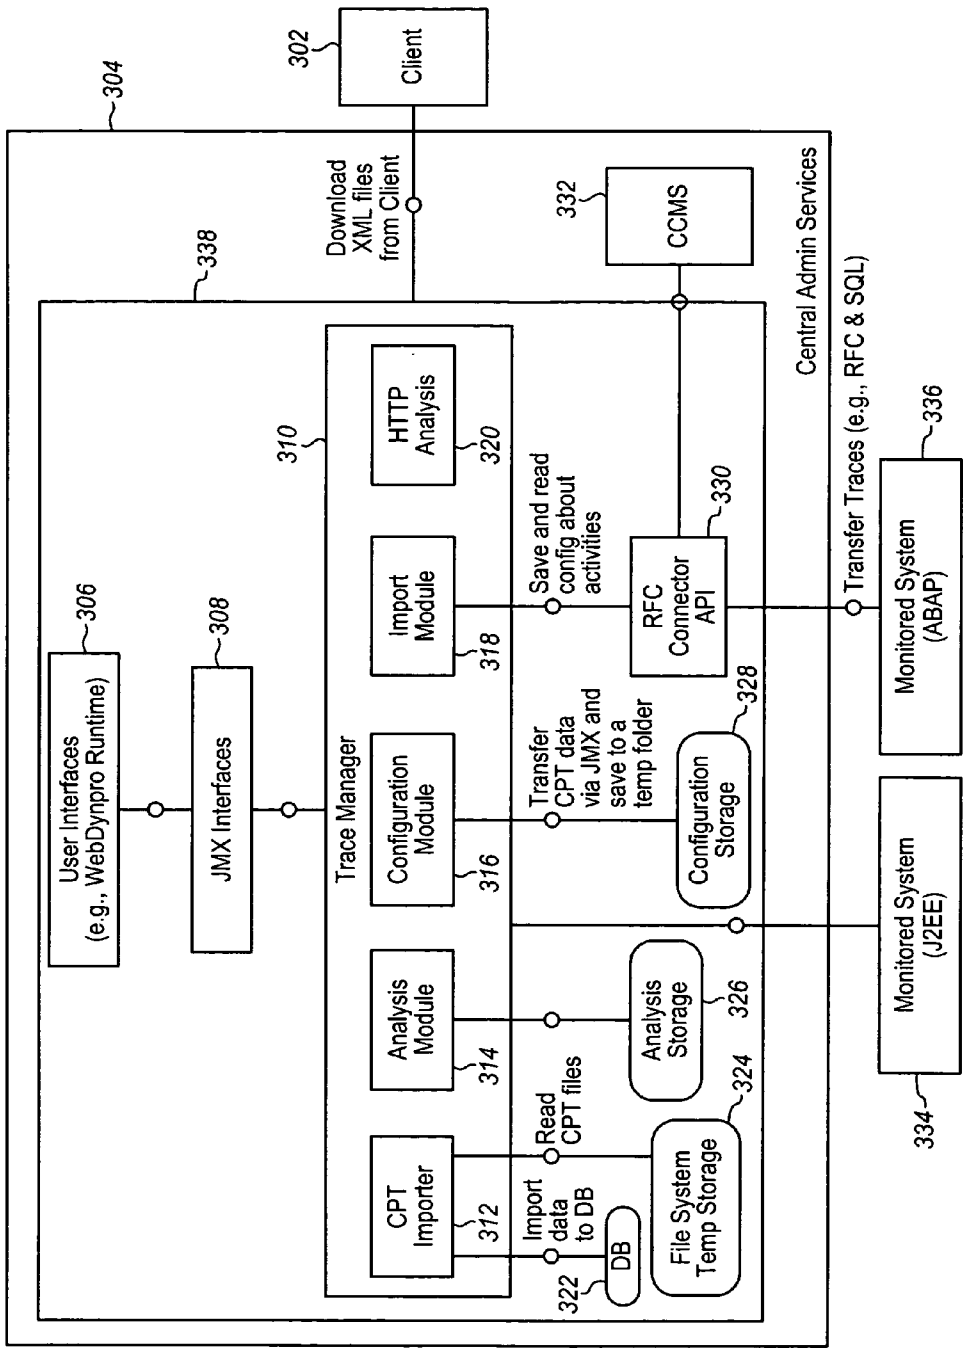 304
302
Client
338
Download
XML files
from Client
332
CCMS
Central Admin Services
User Interfaces
(e.g., WebDynpro Runtime)
306
JMX Interfaces
308
310
Trace Manager
CPT
Importer
312
Analysis
Module
314
Configuration
Module
316
Import
Module
318
HTTP
Analysis
320
Import
data
to DB
Read
CPT files
Transfer
CPT data
via JMX and
save to a
temp folder
Save and read
config about
activities
322
DB
File System
Temp Storage
324
Analysis
Storage
326
Configuration
Storage
328
RFC
Connector
API
330
Transfer Traces (e.g., RFC & SQL)
334
Monitored System
(J2EE)
Monitored System
(ABAP)
336